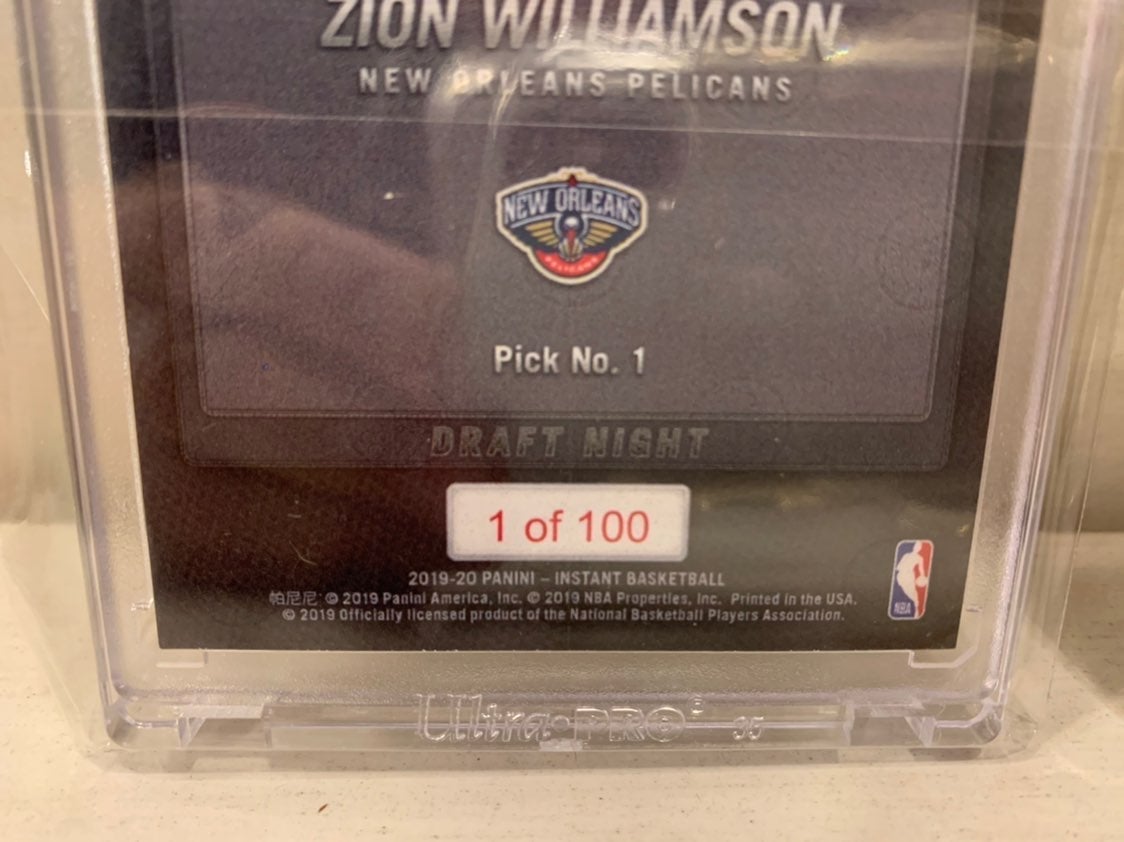 ZION WILLIAMSON
NEW ORLEANS PELICANS
NEW ORLEANS
PELICANS
Pick No. 1
DRAFT NIGHT
1 of 100
2019-20 PANINI – INSTANT BASKETBALL
帕尼尼: © 2019 Panini America, Inc. © 2019 NBA Properties, Inc. Printed in the USA.
© 2019 Officially licensed product of the National Basketball Players Association.
NBA
Ultra·PRO® 35